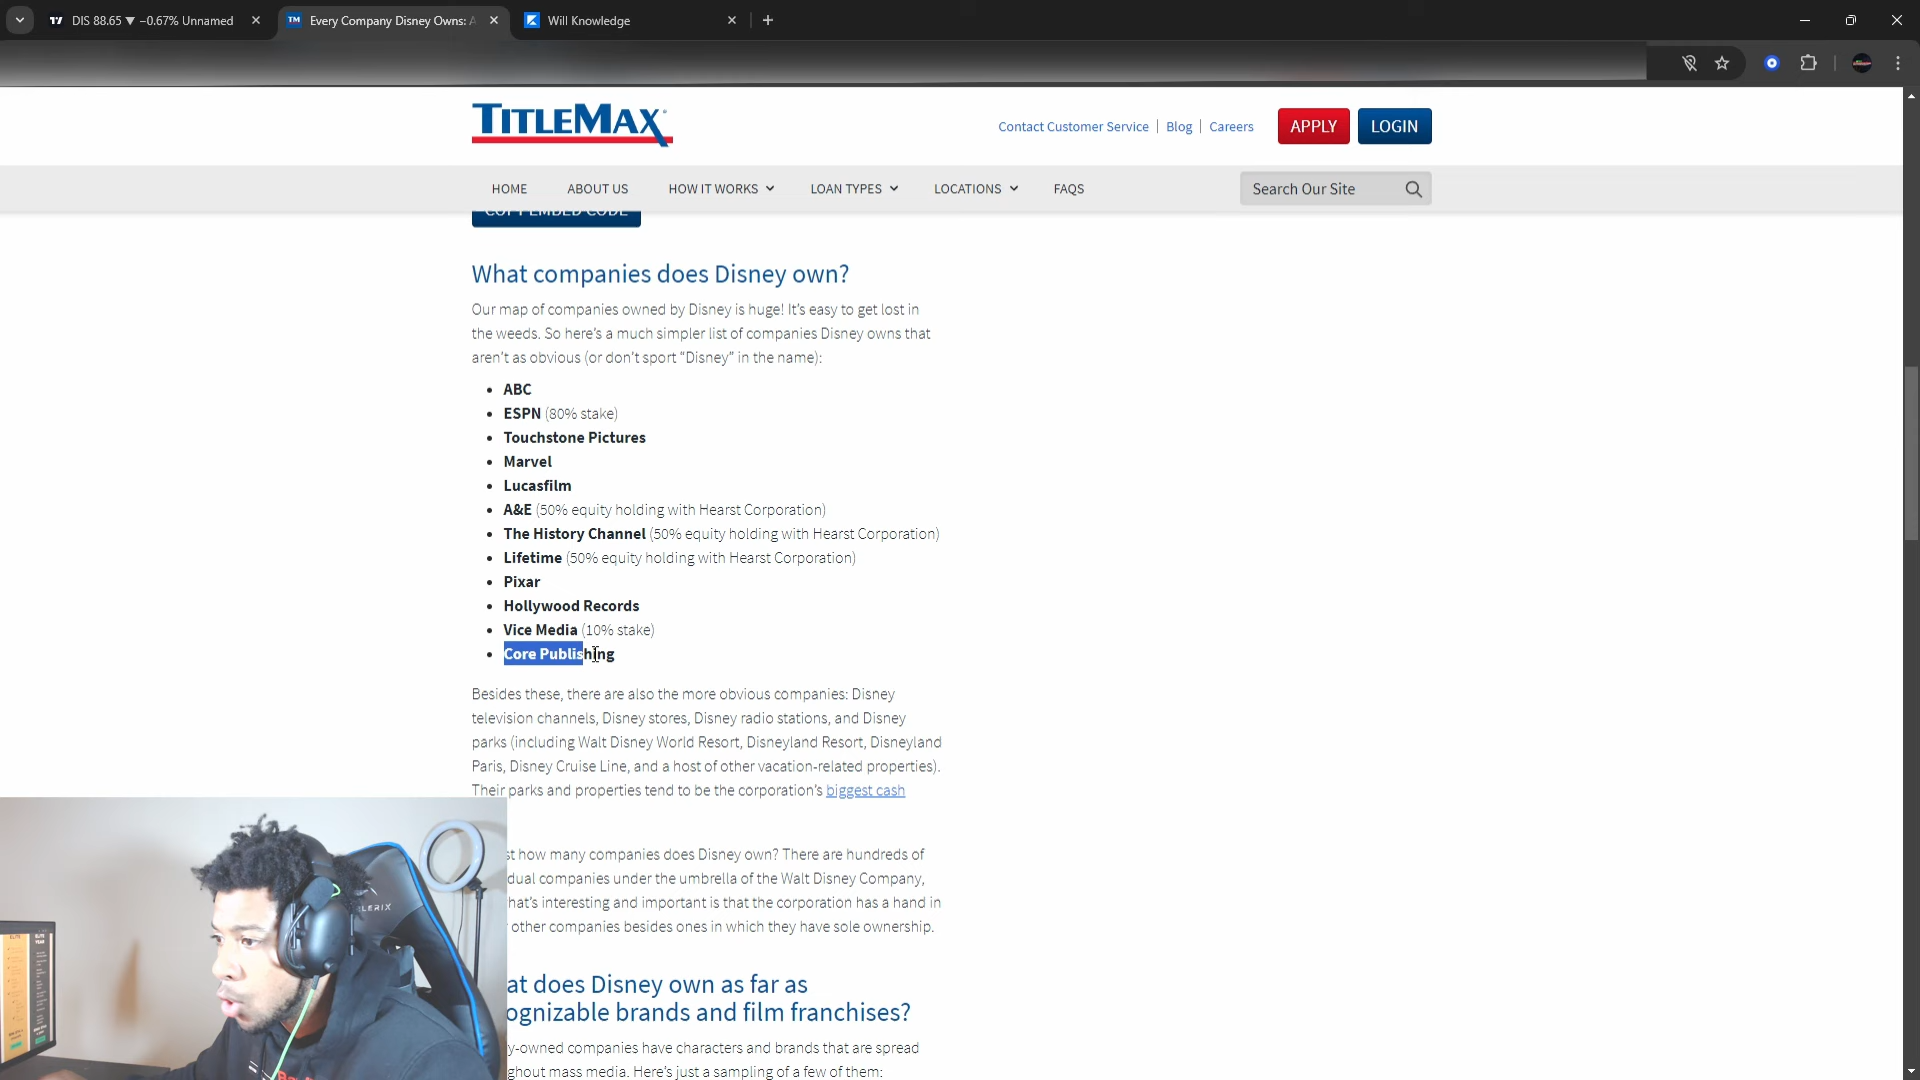 DIS 88.65 ▼ −0.67% Unnamed
Every Company Disney Owns: A
Will Knowledge
TITLEMAX
Contact Customer Service
Blog
Careers
APPLY
LOGIN
HOME
ABOUT US
HOW IT WORKS
LOAN TYPES
LOCATIONS
FAQS
Search Our Site
COPY EMBED CODE
What companies does Disney own?
Our map of companies owned by Disney is huge! It’s easy to get lost in
the weeds. So here’s a much simpler list of companies Disney owns that
aren’t as obvious (or don’t sport “Disney” in the name):
• ABC
• ESPN (80% stake)
• Touchstone Pictures
• Marvel
• Lucasfilm
• A&E (50% equity holding with Hearst Corporation)
• The History Channel (50% equity holding with Hearst Corporation)
• Lifetime (50% equity holding with Hearst Corporation)
• Pixar
• Hollywood Records
• Vice Media (10% stake)
• Core Publishing
Besides these, there are also the more obvious companies: Disney
television channels, Disney stores, Disney radio stations, and Disney
parks (including Walt Disney World Resort, Disneyland Resort, Disneyland
Paris, Disney Cruise Line, and a host of other vacation-related properties).
Their parks and properties tend to be the corporation’s biggest cash
st how many companies does Disney own? There are hundreds of
dual companies under the umbrella of the Walt Disney Company,
hat’s interesting and important is that the corporation has a hand in
other companies besides ones in which they have sole ownership.
at does Disney own as far as
ognizable brands and film franchises?
y-owned companies have characters and brands that are spread
ghout mass media. Here’s just a sampling of a few of them: